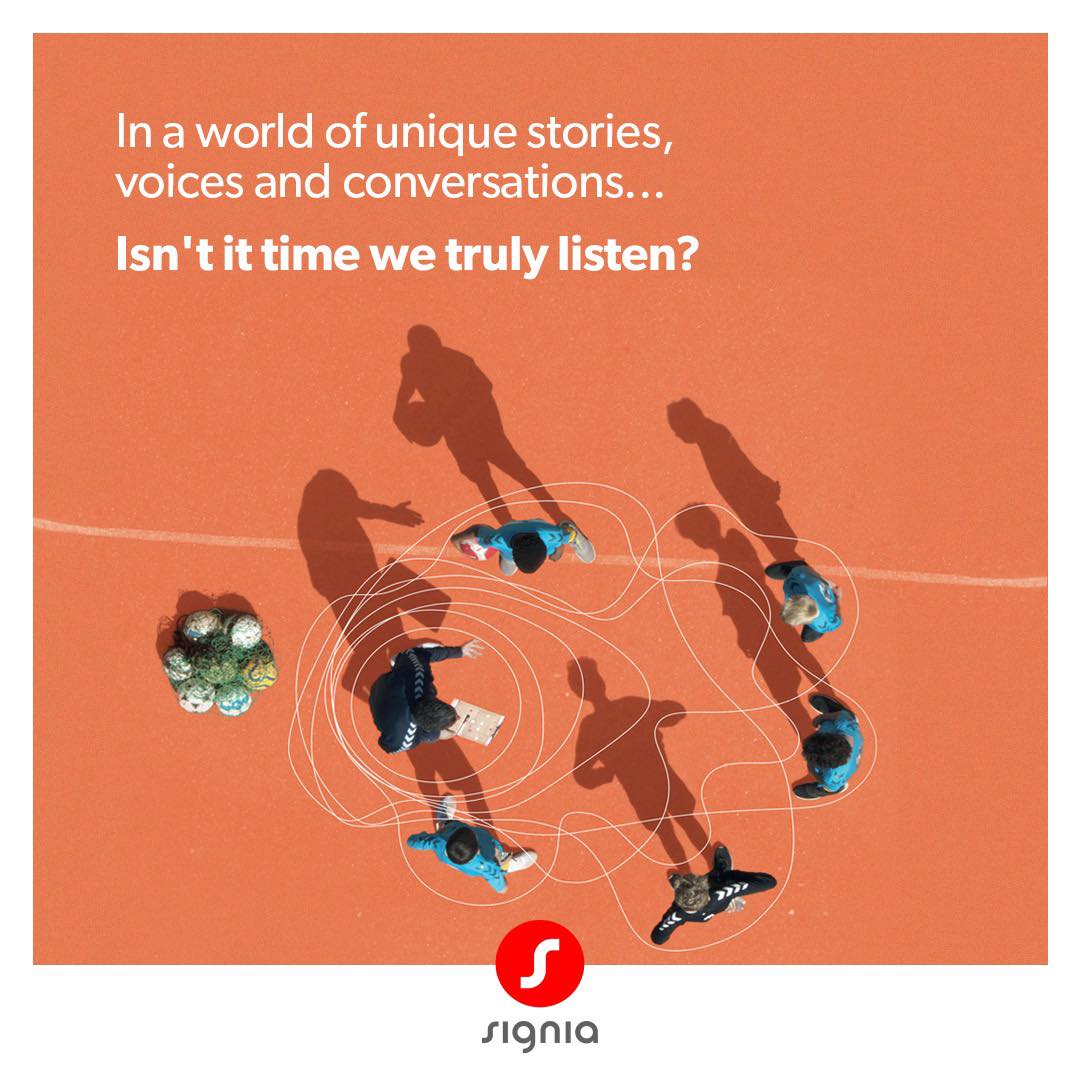 In a world of unique stories,
voices and conversations...
Isn't it time we truly listen?
signia